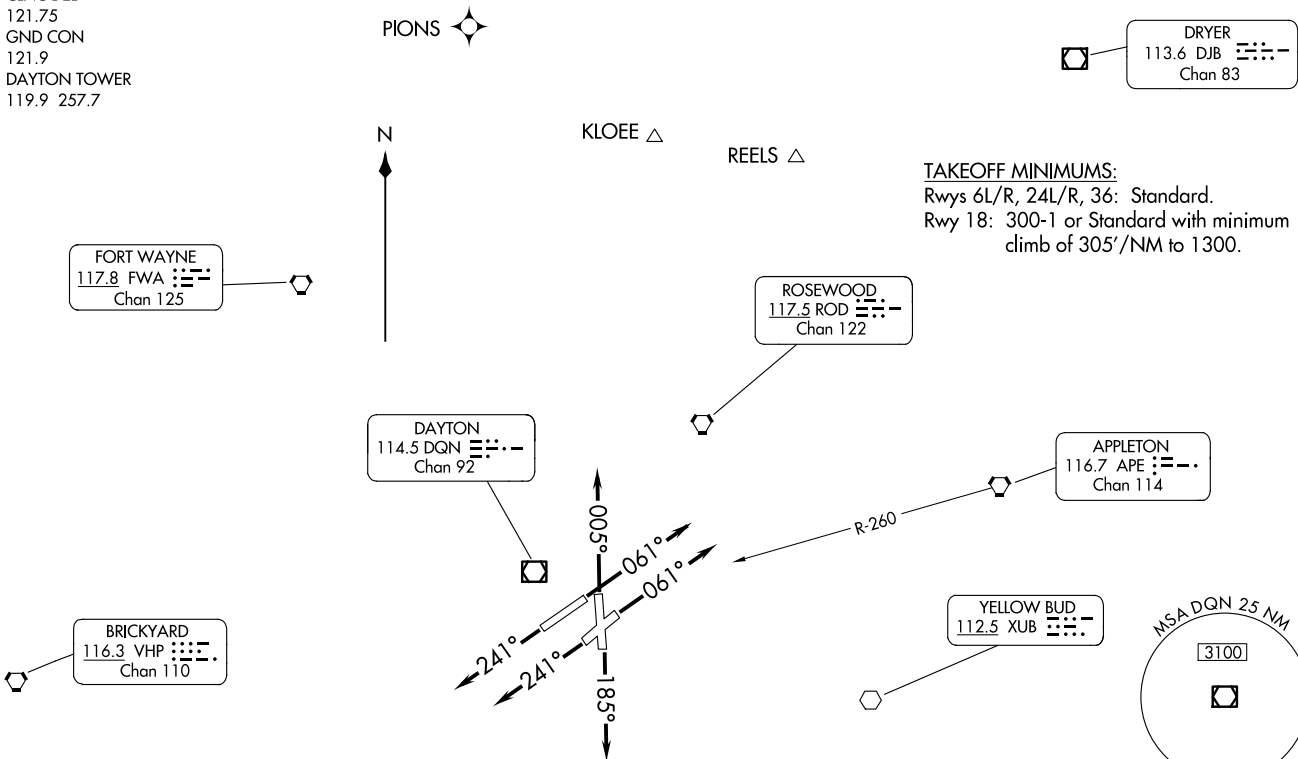 121.75
GND CON
121.9
DAYTON TOWER
119.9 257.7
PIONS
DRYER
113.6 DJB
Chan 83
N
KLOEE
REELS
TAKEOFF MINIMUMS:
Rwys 6L/R, 24L/R, 36: Standard.
Rwy 18: 300-1 or Standard with minimum
climb of 305'/NM to 1300.
FORT WAYNE
117.8 FWA
Chan 125
ROSEWOOD
117.5 ROD
Chan 122
DAYTON
114.5 DQN
Chan 92
APPLETON
116.7 APE
Chan 114
R-260
005°
061°
061°
241°
241°
185°
BRICKYARD
116.3 VHP
Chan 110
YELLOW BUD
112.5 XUB
MSA DQN 25 NM
3100